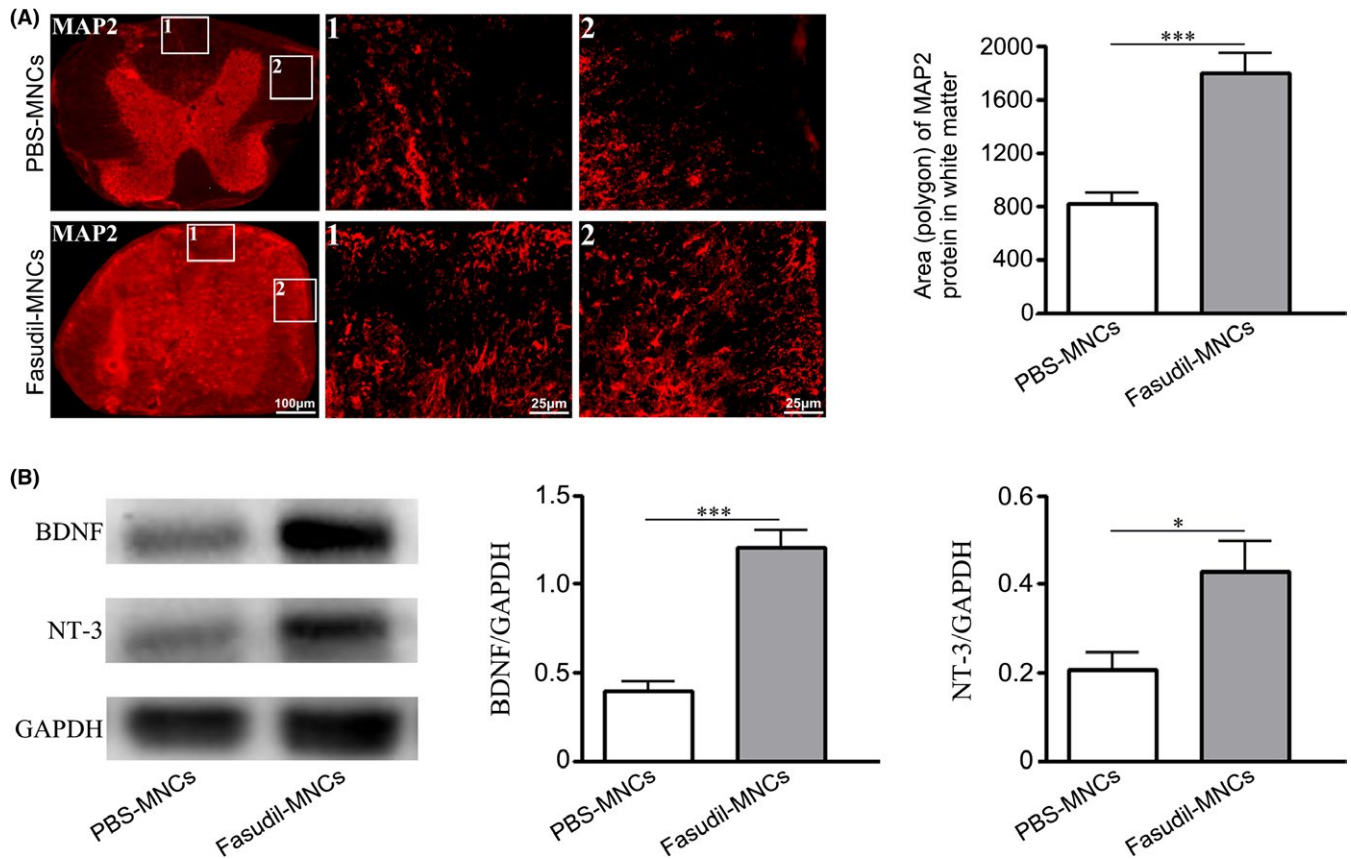 (A)
MAP2
1
2
1
2
PBS-MNCs
MAP2
1
2
1
2
Fasudil-MNCs
100μm
25μm
25μm
Area (polygon) of MAP2
protein in white matter
2000
1600
1200
800
400
0
***
PBS-MNCs
Fasudil-MNCs
(B)
BDNF
NT-3
GAPDH
PBS-MNCs
Fasudil-MNCs
BDNF/GAPDH
1.5
1.0
0.5
0
***
PBS-MNCs
Fasudil-MNCs
NT-3/GAPDH
0.6
0.4
0.2
0
*
PBS-MNCs
Fasudil-MNCs